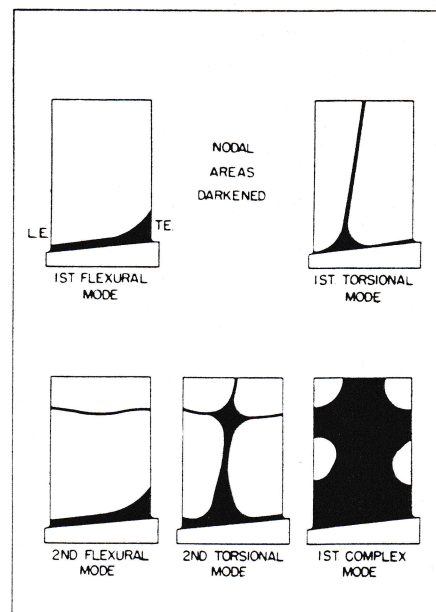 NODAL
AREAS
DARKENED
L.E.
T.E.
1ST FLEXURAL
MODE
1ST TORSIONAL
MODE
2ND FLEXURAL
MODE
2ND TORSIONAL
MODE
1ST COMPLEX
MODE